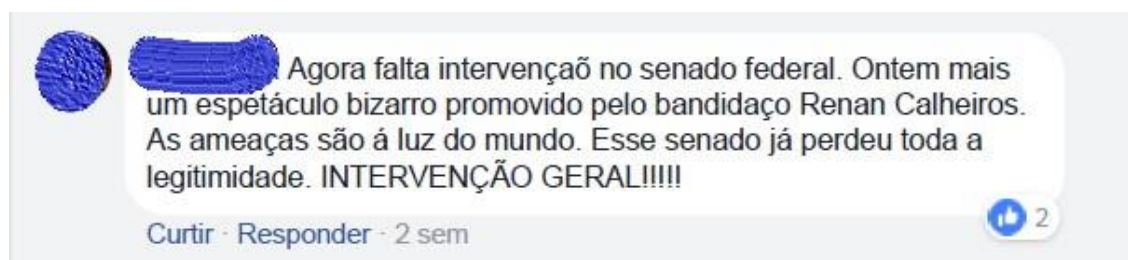 Agora falta intervençaõ no senado federal. Ontem mais
um espetáculo bizarro promovido pelo bandidaço Renan Calheiros.
As ameaças são á luz do mundo. Esse senado já perdeu toda a
legitimidade. INTERVENÇÃO GERAL!!!!!
Curtir · Responder · 2 sem
2